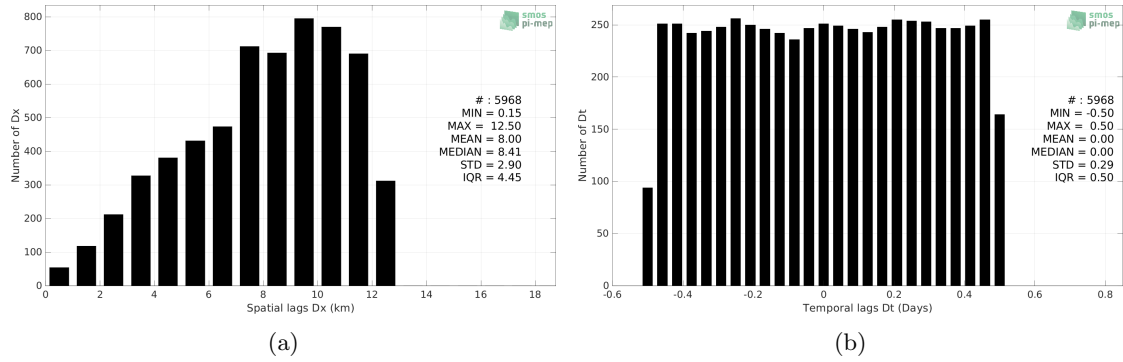 smos
pi-mep
800
700
600
500
400
300
200
100
0
Number of Dx
# : 5968
MIN = 0.15
MAX = 12.50
MEAN = 8.00
MEDIAN = 8.41
STD = 2.90
IQR = 4.45
0 2 4 6 8 10 12 14 16 18
Spatial lags Dx (km)
(a)
smos
pi-mep
250
200
150
100
50
0
Number of Dt
# : 5968
MIN = -0.50
MAX = 0.50
MEAN = 0.00
MEDIAN = 0.00
STD = 0.29
IQR = 0.50
-0.6 -0.4 -0.2 0 0.2 0.4 0.6 0.8
Temporal lags Dt (Days)
(b)